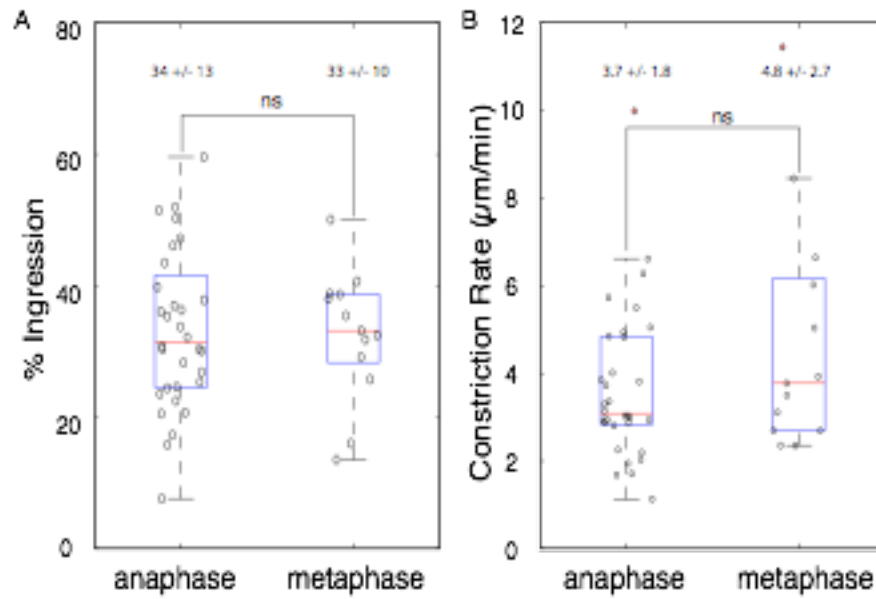 A
80
60
40
20
0
% Ingression
34 +/- 13
33 +/- 10
ns
anaphase
metaphase
B
12
10
8
6
4
2
0
Constriction Rate (µm/min)
3.7 +/- 1.8
4.8 +/- 2.7
ns
anaphase
metaphase